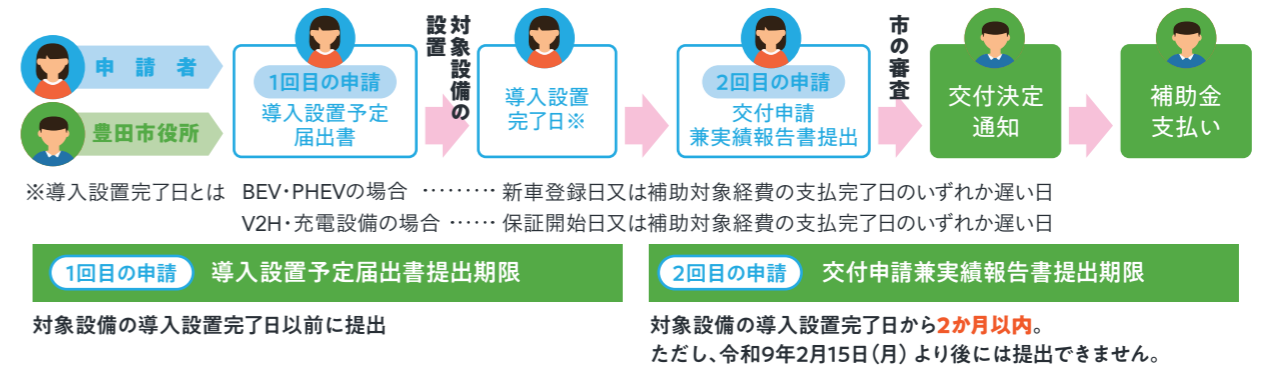 申請者
豊田市役所
1回目の申請
導入設置予定
届出書
対象設備の
設置
導入設置
完了日※
2回目の申請
交付申請
兼実績報告書提出
市の審査
交付決定
通知
補助金
支払い
※導入設置完了日とは BEV・PHEVの場合 ……… 新車登録日又は補助対象経費の支払完了日のいずれか遅い日
V2H・充電設備の場合 …… 保証開始日又は補助対象経費の支払完了日のいずれか遅い日
1回目の申請 導入設置予定届出書提出期限
対象設備の導入設置完了日以前に提出
2回目の申請 交付申請兼実績報告書提出期限
対象設備の導入設置完了日から2か月以内。
ただし、令和9年2月15日(月)より後には提出できません。